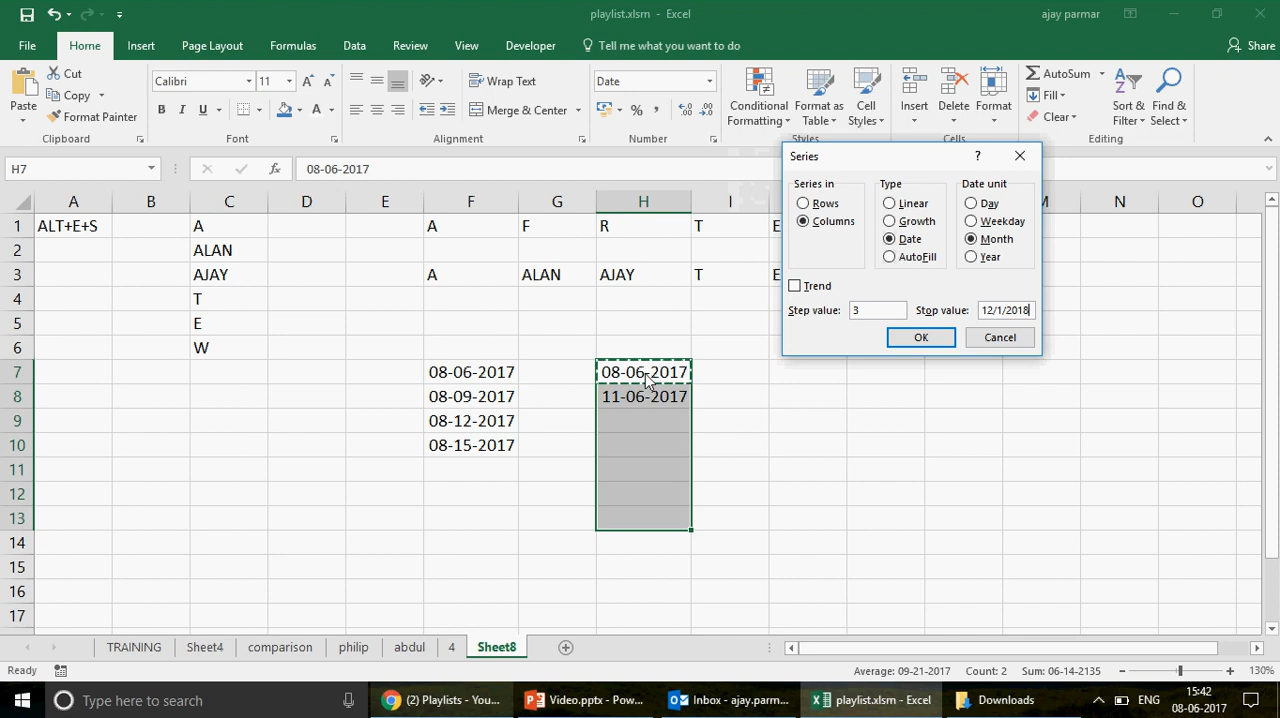 playlist.xlsm - Excel
ajay parmar
File Home Insert Page Layout Formulas Data Review View Developer Tell me what you want to do Share
Paste
Cut
Copy
Format Painter
Clipboard
Calibri 11
B I U
Font
Wrap Text
Merge & Center
Alignment
Date
%
Number
Conditional Formatting
Format as Table
Cell Styles
Styles
Insert Delete Format
Cells
AutoSum
Fill
Clear
Sort & Filter
Find & Select
Editing
H7 fx 08-06-2017
A B C D E F G H I M N O
1 ALT+E+S A A F R T E
2 ALAN
3 AJAY A ALAN AJAY T E
4 T
5 E
6 W
7 08-06-2017 08-06-2017
8 08-09-2017 11-06-2017
9 08-12-2017
10 08-15-2017
11
12
13
14
15
16
17
Series ?
Series in Type Date unit
Rows Linear Day
Columns Growth Weekday
Date Month
AutoFill Year
Trend
Step value: 3 Stop value: 12/1/2018
OK Cancel
TRAINING Sheet4 comparison philip abdul 4 Sheet8
Ready Average: 09-21-2017 Count: 2 Sum: 06-14-2135 130%
Type here to search (2) Playlists - You... Video.pptx - Pow... Inbox - ajay.parm... playlist.xlsm - Excel Downloads ENG 15:42
08-06-2017